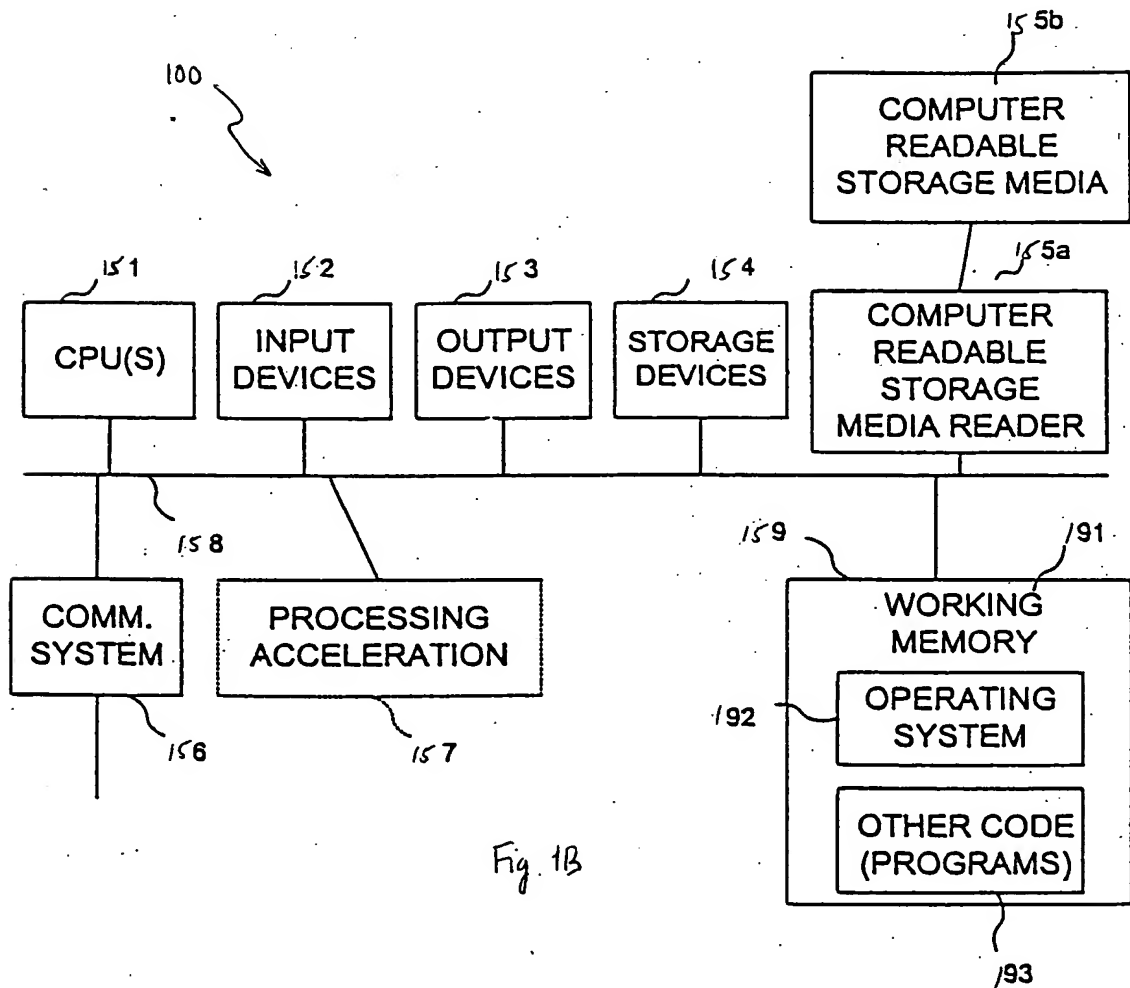 155b
100
COMPUTER
READABLE
STORAGE MEDIA
155a
151
152
153
154
CPU(S)
INPUT
DEVICES
OUTPUT
DEVICES
STORAGE
DEVICES
COMPUTER
READABLE
STORAGE
MEDIA READER
158
159
191
COMM.
SYSTEM
PROCESSING
ACCELERATION
WORKING
MEMORY
192
OPERATING
SYSTEM
156
157
OTHER CODE
(PROGRAMS)
Fig. 1B
193